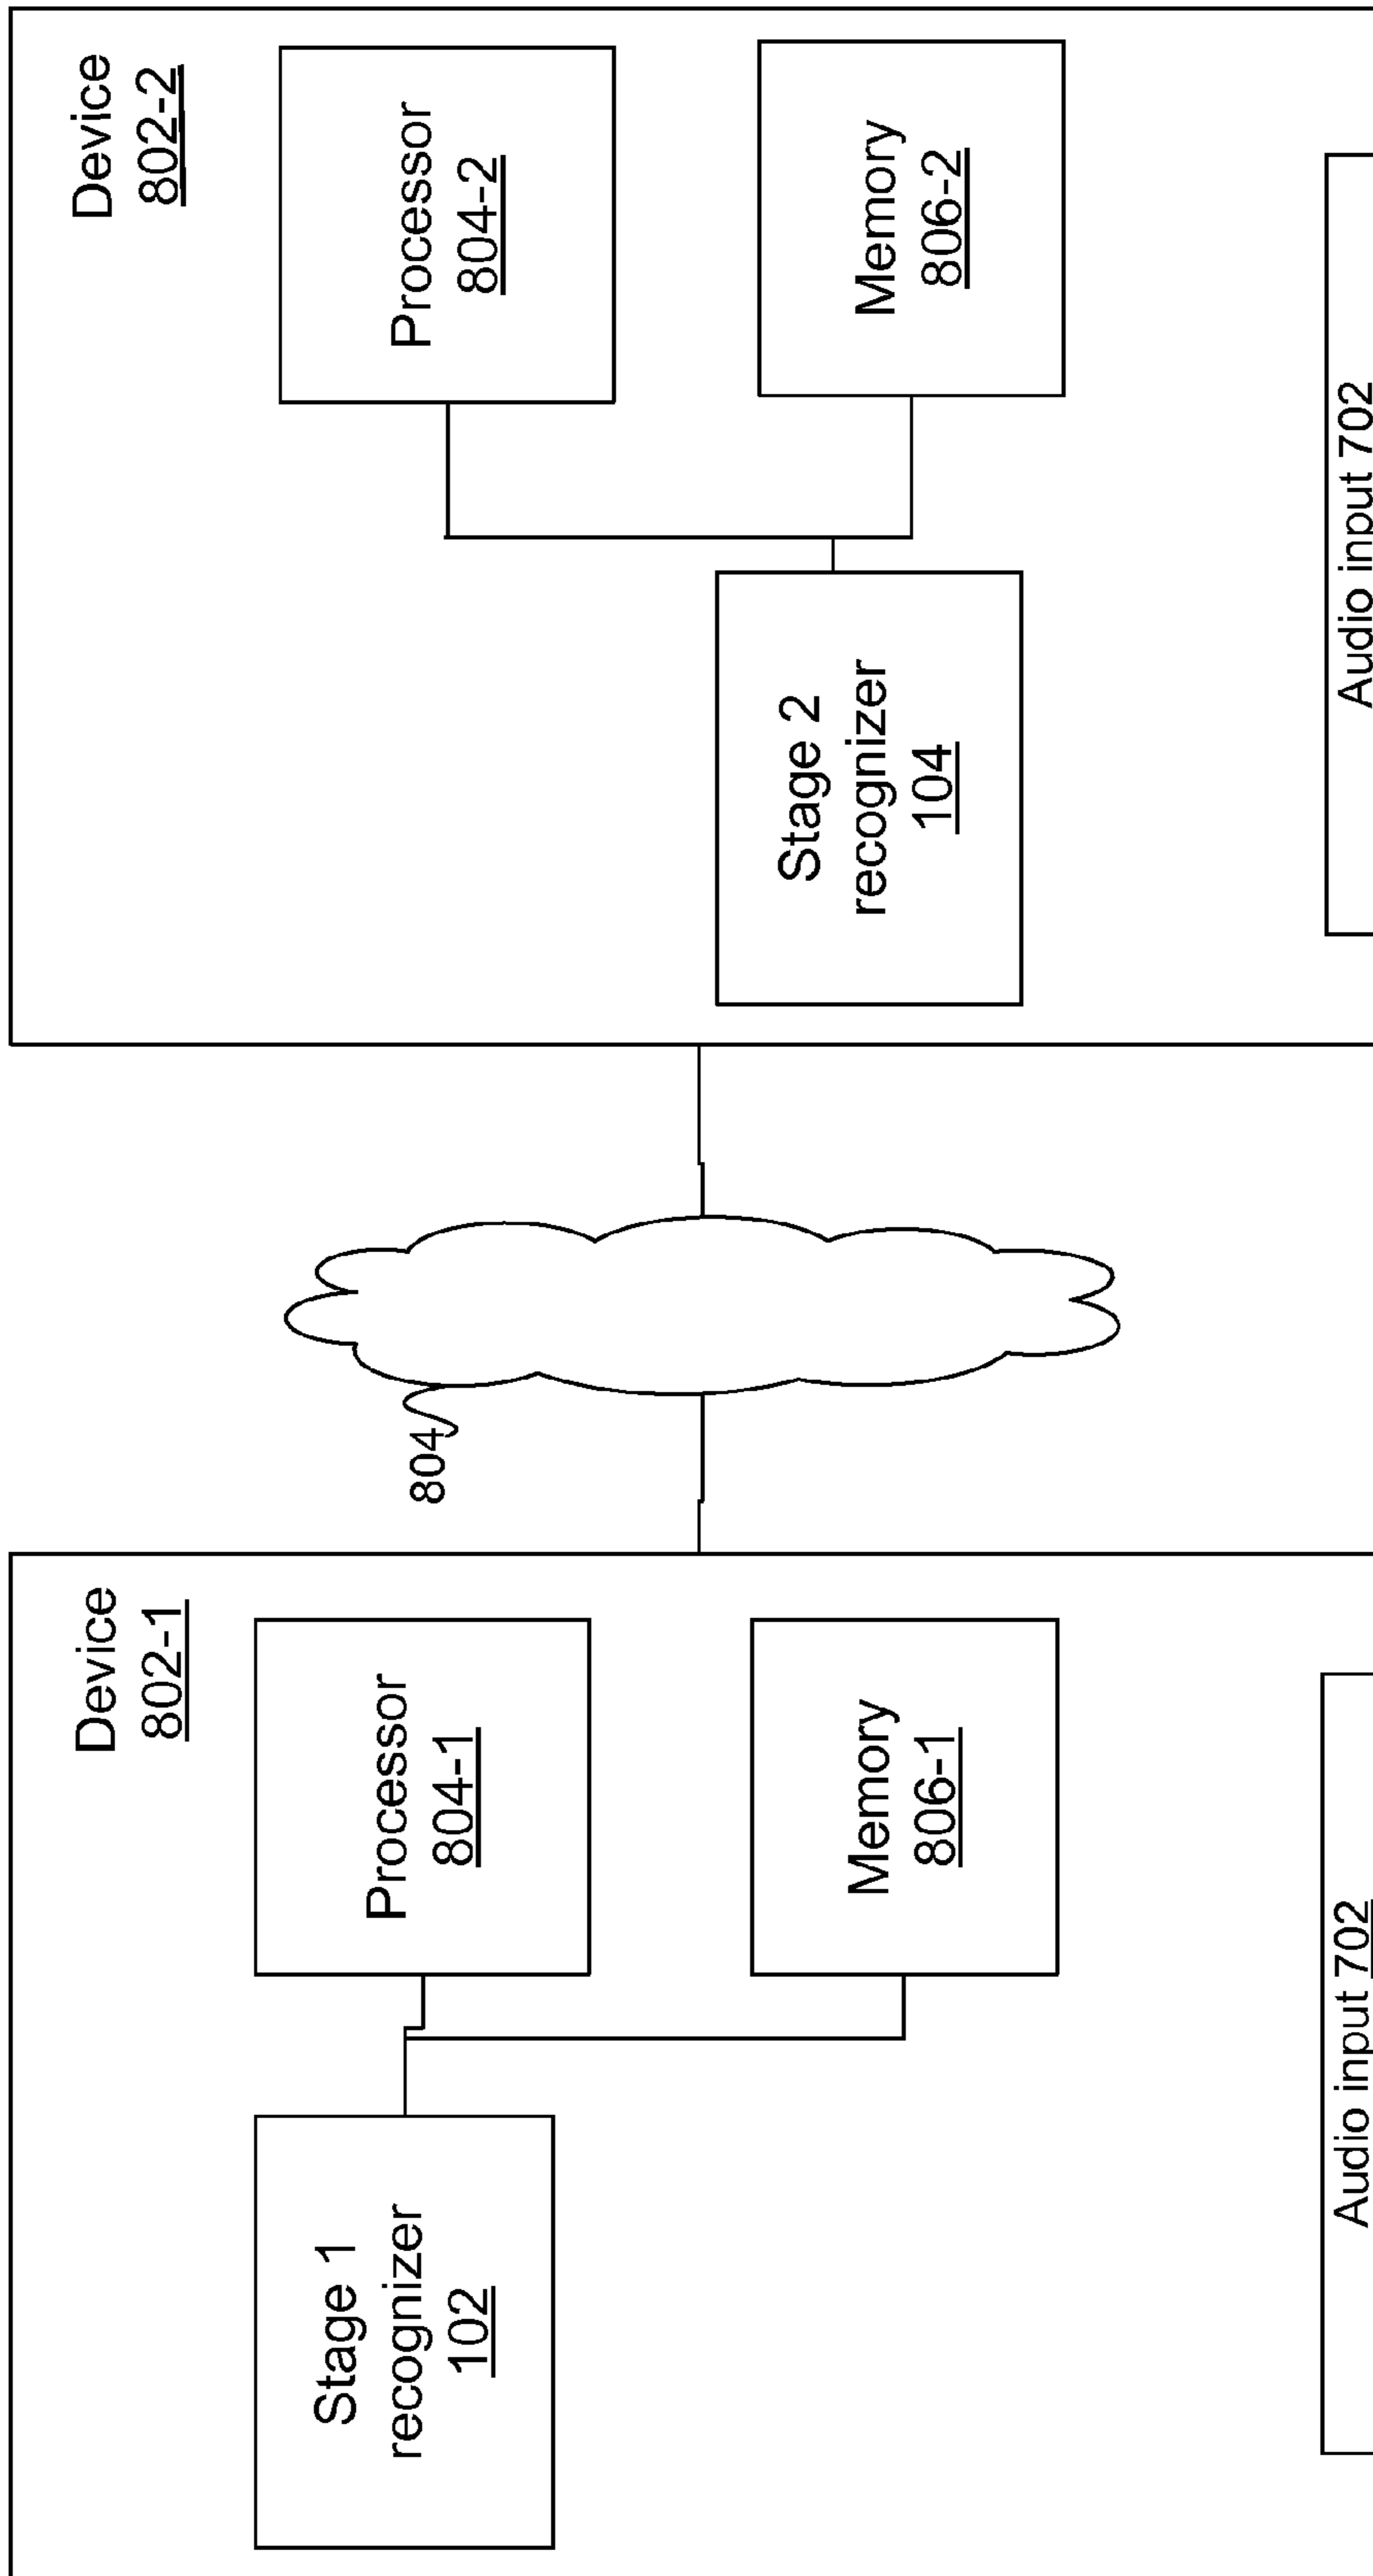 Device
802-1
Processor
804-1
Memory
806-1
Stage 1
recognizer
102
Audio input 702
804
Device
802-2
Processor
804-2
Memory
806-2
Stage 2
recognizer
104
Audio input 702